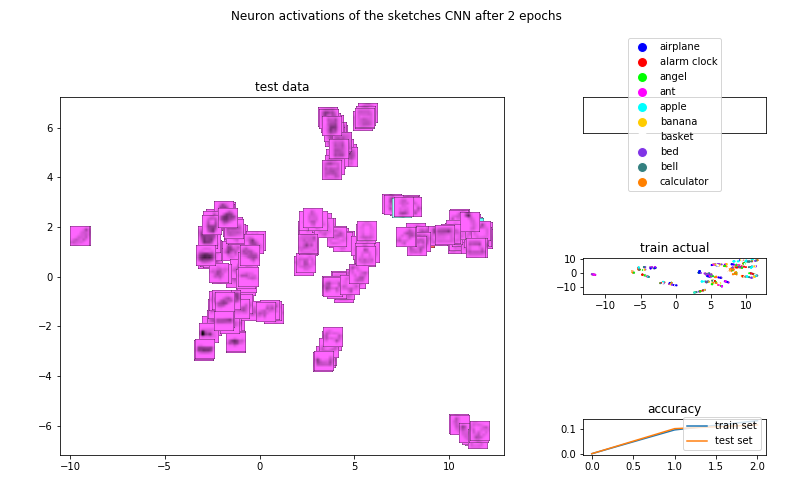 Neuron activations of the sketches CNN after 2 epochs
test data
6
4
2
0
−2
−4
−6
−10
−5
0
5
10
airplane
alarm clock
angel
ant
apple
banana
basket
bed
bell
calculator
train actual
10
0
−10
−10
−5
0
5
10
accuracy
0.1
0.0
train set
test set
0.0
0.5
1.0
1.5
2.0